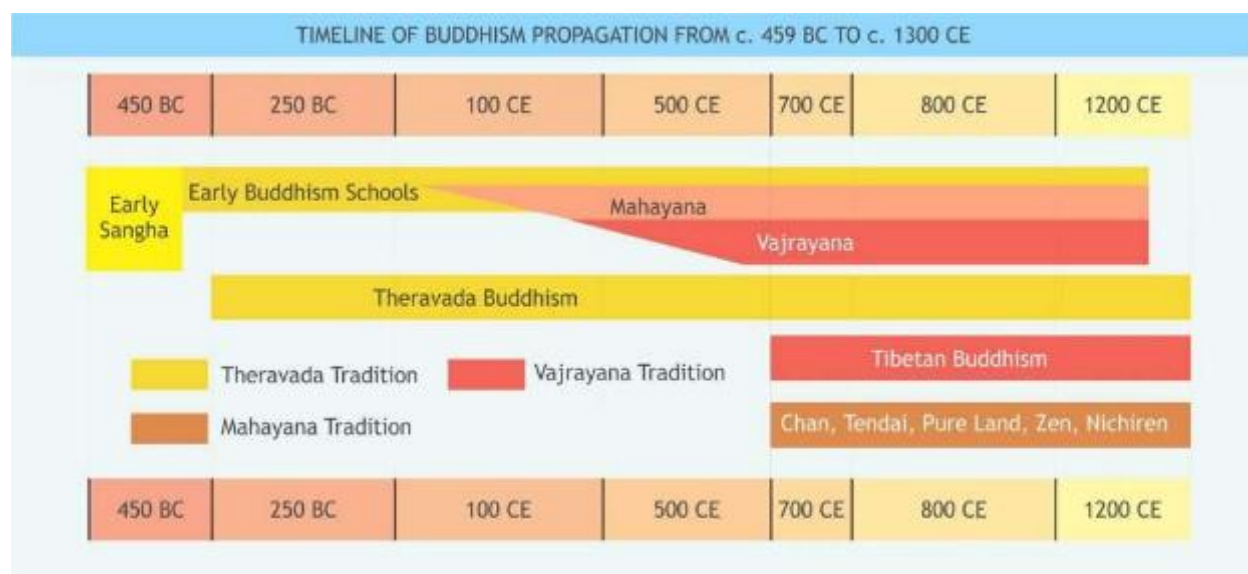 TIMELINE OF BUDDHISM PROPAGATION FROM c. 459 BC TO c. 1300 CE
450 BC 250 BC 100 CE 500 CE 700 CE 800 CE 1200 CE
Early
Sangha
Early Buddhism Schools
Mahayana
Vajrayana
Theravada Buddhism
Tibetan Buddhism
Theravada Tradition
Vajrayana Tradition
Mahayana Tradition
Chan, Tendai, Pure Land, Zen, Nichiren
450 BC 250 BC 100 CE 500 CE 700 CE 800 CE 1200 CE